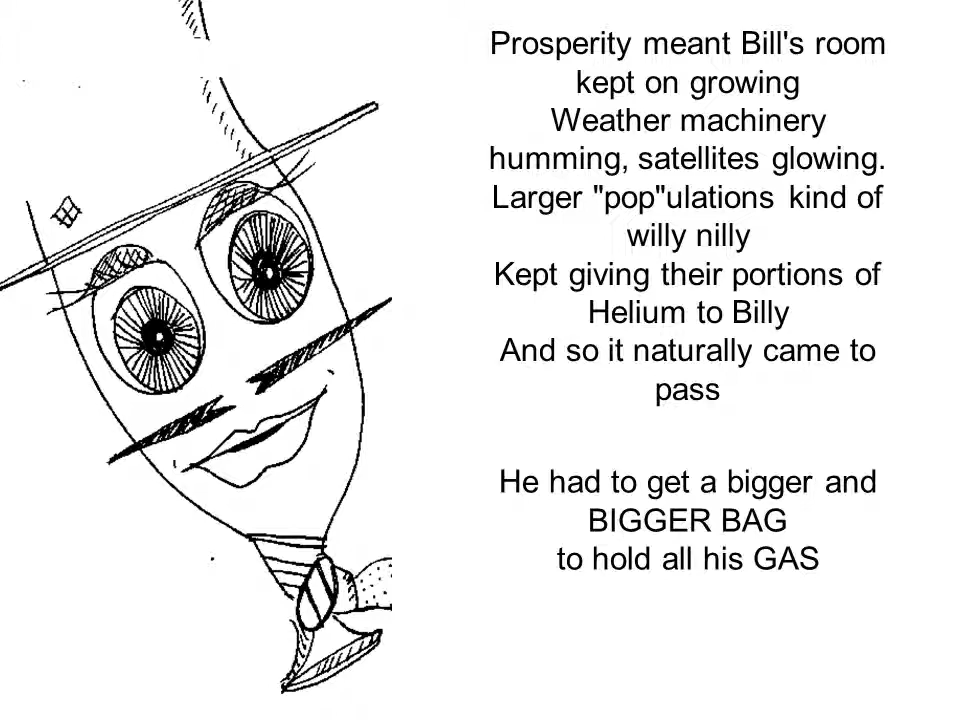 Prosperity meant Bill's room
kept on growing
Weather machinery
humming, satellites glowing.
Larger "pop"ulations kind of
willy nilly
Kept giving their portions of
Helium to Billy
And so it naturally came to
pass
He had to get a bigger and
BIGGER BAG
to hold all his GAS